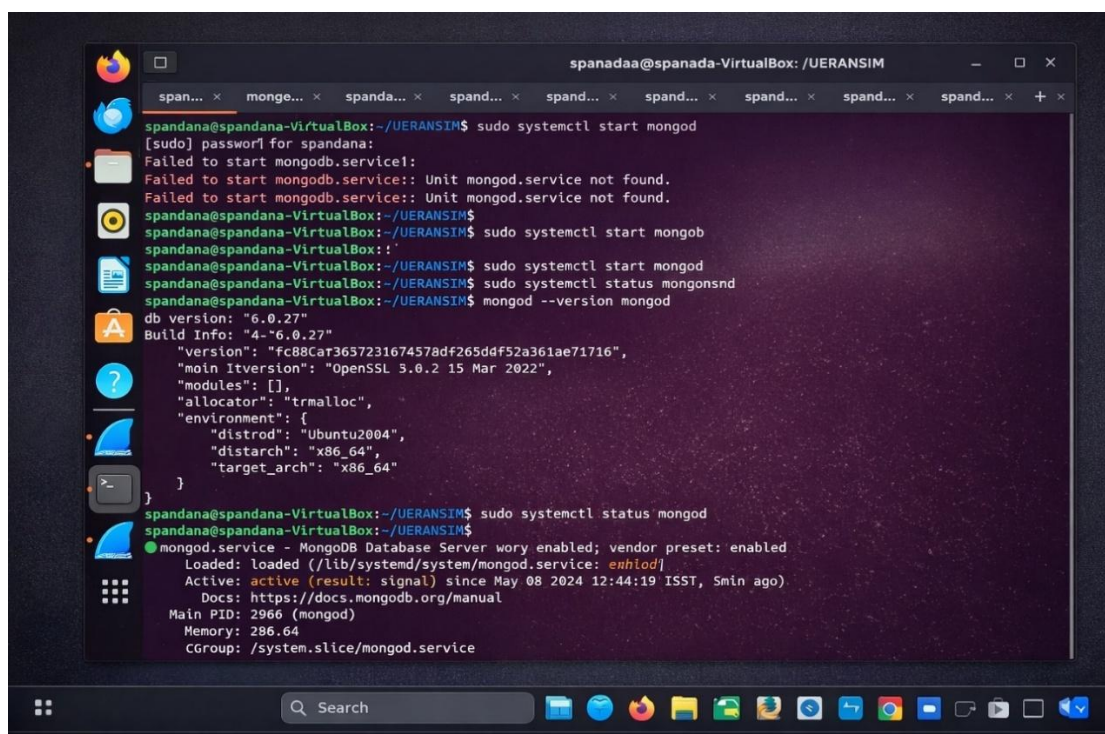 spanadaa@spanada-VirtualBox: /UERANSIM
span... monge... spanda... spand... spand... spand... spand... spand... spand...
spandana@spandana-VirtualBox:~/UERANSIM$ sudo systemctl start mongod
[sudo] passwor for spandana:
Failed to start mongodb.service1:
Failed to start mongodb.service:: Unit mongod.service not found.
Failed to start mongodb.service:: Unit mongod.service not found.
spandana@spandana-VirtualBox:~/UERANSIM$
spandana@spandana-VirtualBox:~/UERANSIM$ sudo systemctl start mongob
spandana@spandana-VirtualBox:
spandana@spandana-VirtualBox:~/UERANSIM$ sudo systemctl start mongod
spandana@spandana-VirtualBox:~/UERANSIM$ sudo systemctl status mongonsnd
spandana@spandana-VirtualBox:~/UERANSIM$ mongod --version mongod
db version: "6.0.27"
Build Info: "4-~6.0.27"
"version":
"moin Itversion": "OpenSSL 3.0.2 15 Mar 2022",
"modules": [],
"allocator": "trmalloc",
"environment": {
"distrod": "Ubuntu2004",
"distarch": "x86_64",
"target_arch": "x86_64"
}
}
spandana@spandana-VirtualBox:~/UERANSIM$ sudo systemctl status mongod
spandana@spandana-VirtualBox:~/UERANSIM$
mongod.service - MongoDB Database Server wory enabled; vendor preset: enabled
Loaded: loaded (/lib/systemd/system/mongod.service:
Active: active (result: signal) since May 08 2024 12:44:19 ISST, Smin ago)
Docs: https://docs.mongodb.org/manual
Main PID: 2966 (mongod)
Memory: 286.64
CGroup: /system.slice/mongod.service
Search